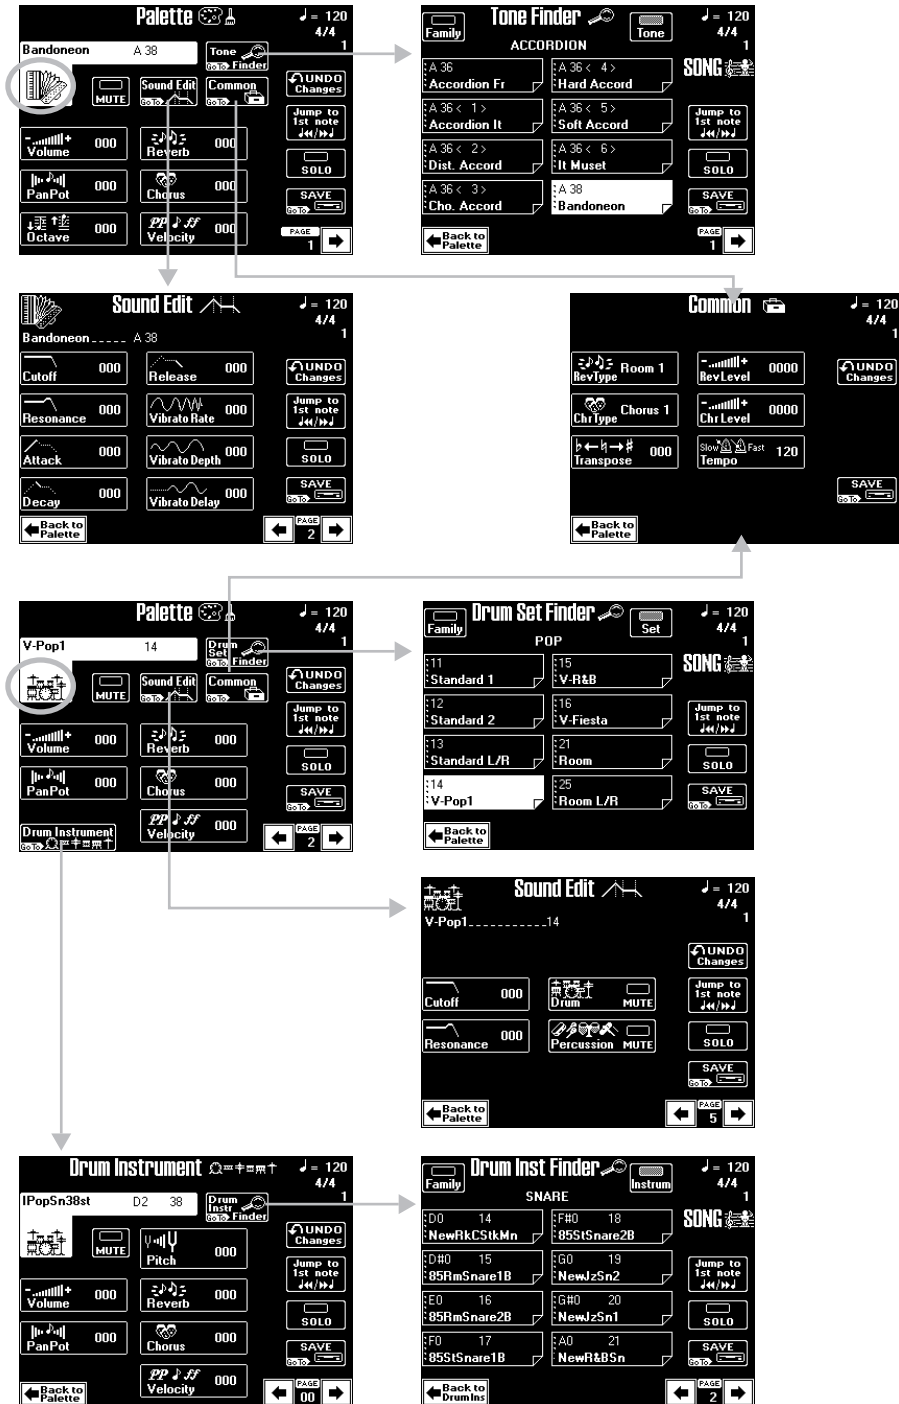 Palette
♩ = 120
4/4
1
Bandoneon A 38
Tone
Go To Finder
MUTE
Sound Edit
Go To
Common
Go To
UNDO
Changes
Jump to
1st note
SOLO
SAVE
Go To
Volume 000
Reverb 000
PanPot 000
Chorus 000
Octave 000
PP ♪ ff
Velocity 000
PAGE
1
Family
Tone Finder
Tone
♩ = 120
4/4
1
ACCORDION
SONG
A 36
Accordion Fr
A 36 < 4>
Hard Accord
A 36 < 1>
Accordion It
A 36 < 5>
Soft Accord
A 36 < 2>
Dist. Accord
A 36 < 6>
It Muset
A 36 < 3>
Cho. Accord
A 38
Bandoneon
Jump to
1st note
SOLO
SAVE
Go To
Back to
Palette
PAGE
1
Sound Edit
♩ = 120
4/4
1
Bandoneon_____ A 38
Cutoff 000
Release 000
Resonance 000
Vibrato Rate 000
Attack 000
Vibrato Depth 000
Decay 000
Vibrato Delay 000
UNDO
Changes
Jump to
1st note
SOLO
SAVE
Go To
Back to
Palette
PAGE
2
Common
♩ = 120
4/4
1
RevType Room 1
RevLevel 0000
ChrType Chorus 1
ChrLevel 0000
Transpose 000
Slow Fast
Tempo 120
UNDO
Changes
SAVE
Go To
Back to
Palette
Palette
♩ = 120
4/4
1
V-Pop1 14
Drum
Set
Go To Finder
MUTE
Sound Edit
Go To
Common
Go To
UNDO
Changes
Jump to
1st note
SOLO
SAVE
Go To
Volume 000
Reverb 000
PanPot 000
Chorus 000
Drum Instrument
Go To
PP ♪ ff
Velocity 000
PAGE
2
Family
Drum Set Finder
Set
♩ = 120
4/4
1
POP
SONG
11
Standard 1
15
V-R&B
12
Standard 2
16
V-Fiesta
13
Standard L/R
21
Room
14
V-Pop1
25
Room L/R
Jump to
1st note
SOLO
SAVE
Go To
Back to
Palette
Sound Edit
♩ = 120
4/4
1
V-Pop1___________14
UNDO
Changes
Cutoff 000
Drum MUTE
Resonance 000
Percussion MUTE
Jump to
1st note
SOLO
SAVE
Go To
Back to
Palette
PAGE
5
Drum Instrument
♩ = 120
4/4
1
IPopSn38st D2 38
Drum
Instr
Go To Finder
MUTE
Pitch 000
Volume 000
Reverb 000
PanPot 000
Chorus 000
PP ♪ ff
Velocity 000
UNDO
Changes
Jump to
1st note
SOLO
SAVE
Go To
Back to
Palette
PAGE
00
Family
Drum Inst Finder
Instrum
♩ = 120
4/4
1
SNARE
SONG
D0 14
NewRkCStkMn
F#0 18
85StSnare2B
D#0 15
85RmSnare1B
G0 19
NewJzSn2
E0 16
85RmSnare2B
G#0 20
NewJzSn1
F0 17
85StSnare1B
A0 21
NewR&BSn
Jump to
1st note
SOLO
SAVE
Go To
Back to
Drum Ins
PAGE
2